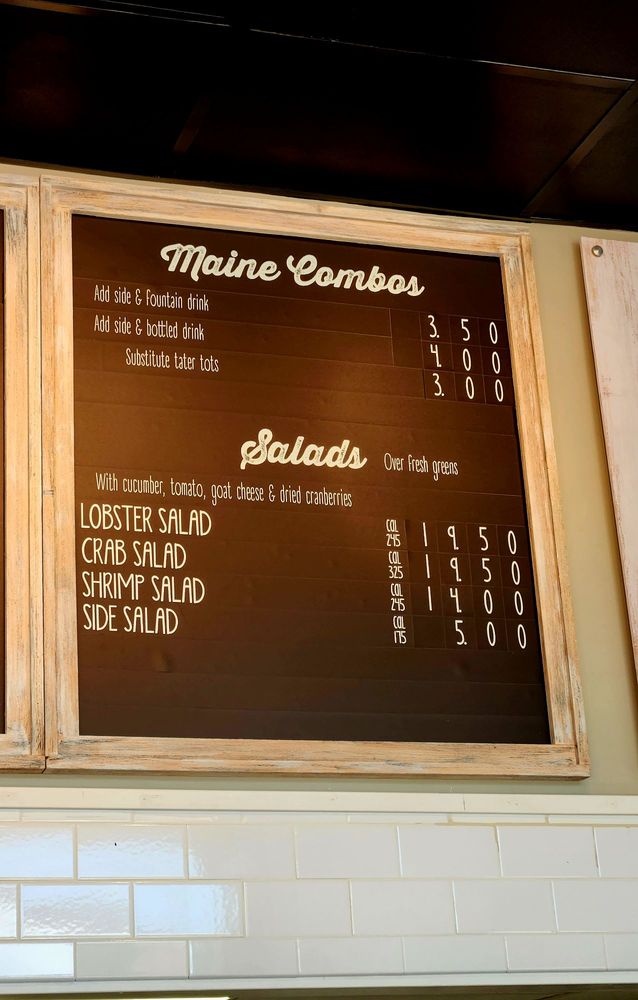 Maine Combos
Add side & fountain drink 3.50
Add side & bottled drink 4.00
Substitute tater tots 3.00
Salads Over fresh greens
With cucumber, tomato, goat cheese & dried cranberries
LOBSTER SALAD CAL 245 19.50
CRAB SALAD CAL 325 19.50
SHRIMP SALAD CAL 245 14.00
SIDE SALAD CAL 175 5.00